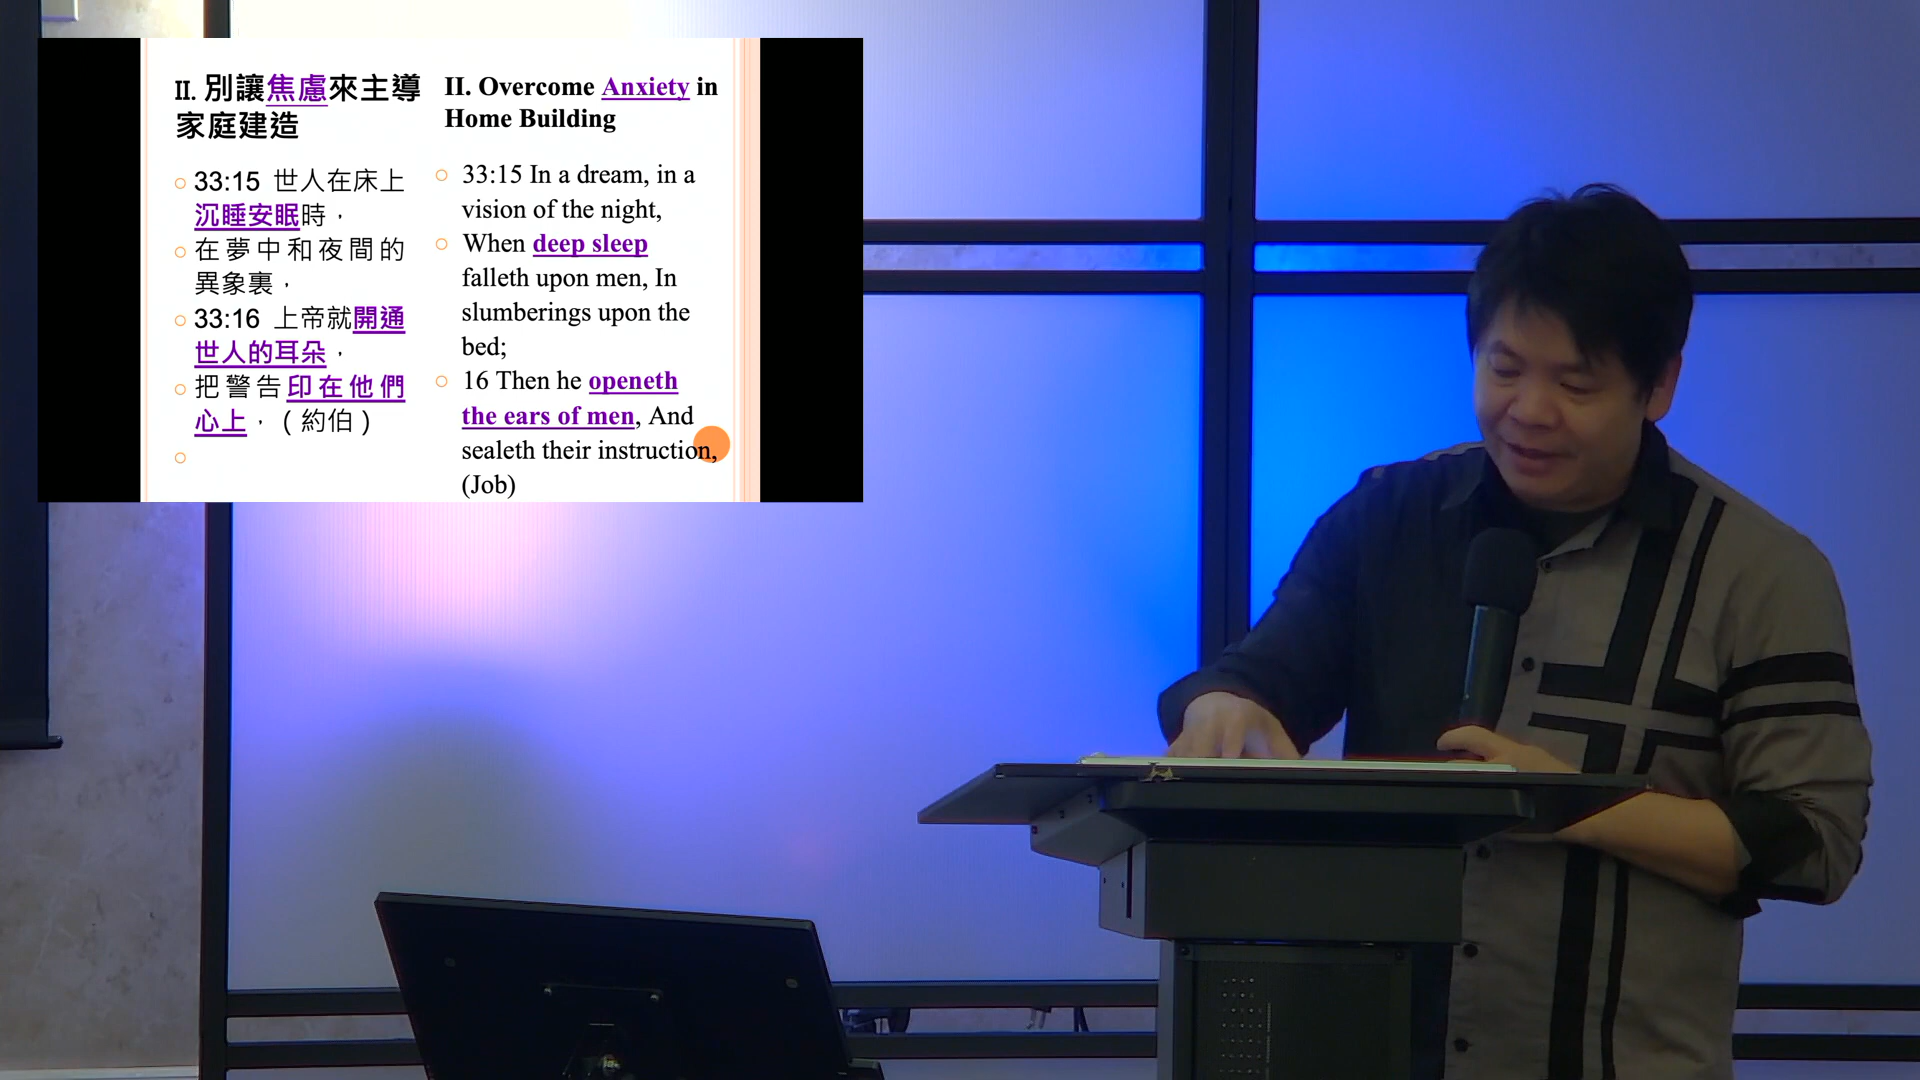 II. 別讓焦慮來主導
家庭建造
33:15 世人在床上
沉睡安眠時，
在夢中和夜間的
異象裏，
33:16 上帝就開通
世人的耳朵，
把警告印在他們
心上，（約伯）
II. Overcome Anxiety in
Home Building
33:15 In a dream, in a
vision of the night,
When deep sleep
falleth upon men, In
slumberings upon the
bed;
16 Then he openeth
the ears of men, And
sealeth their instruction,
(Job)